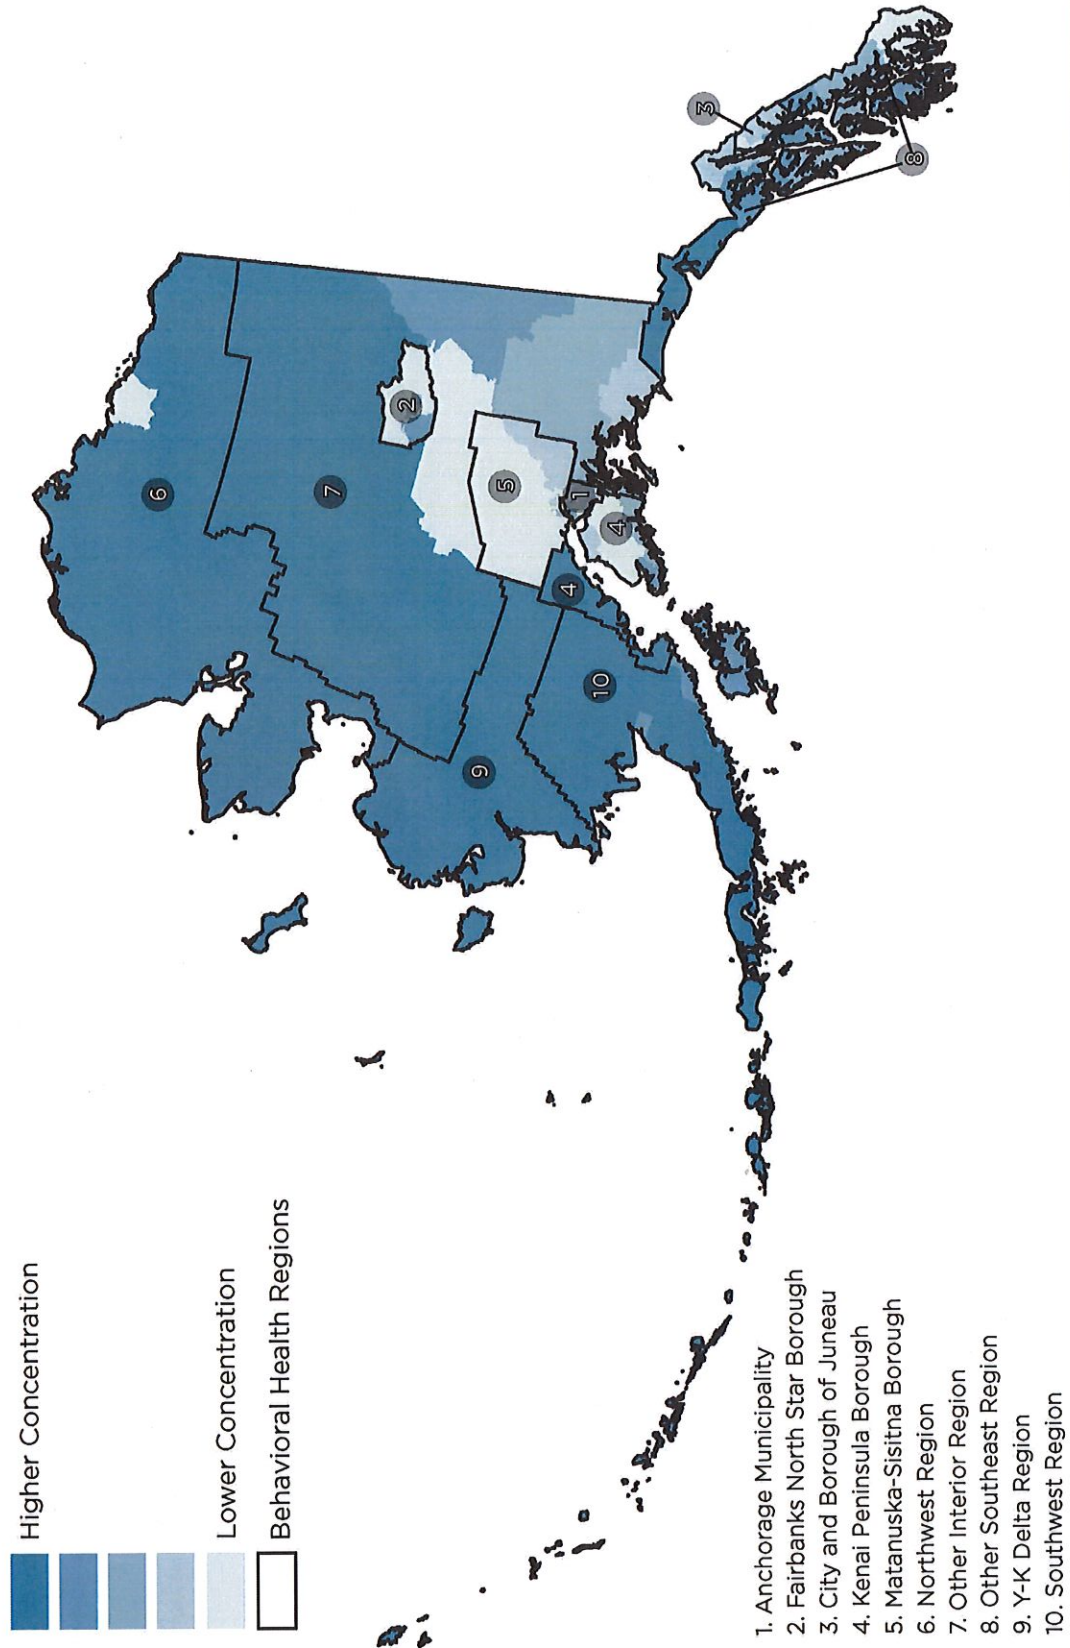 Higher Concentration
Lower Concentration
Behavioral Health Regions
1. Anchorage Municipality
2. Fairbanks North Star Borough
3. City and Borough of Juneau
4. Kenai Peninsula Borough
5. Matanuska-Sisitna Borough
6. Northwest Region
7. Other Interior Region
8. Other Southeast Region
9. Y-K Delta Region
10. Southwest Region
6
7
2
5
1
4
4
10
9
3
8